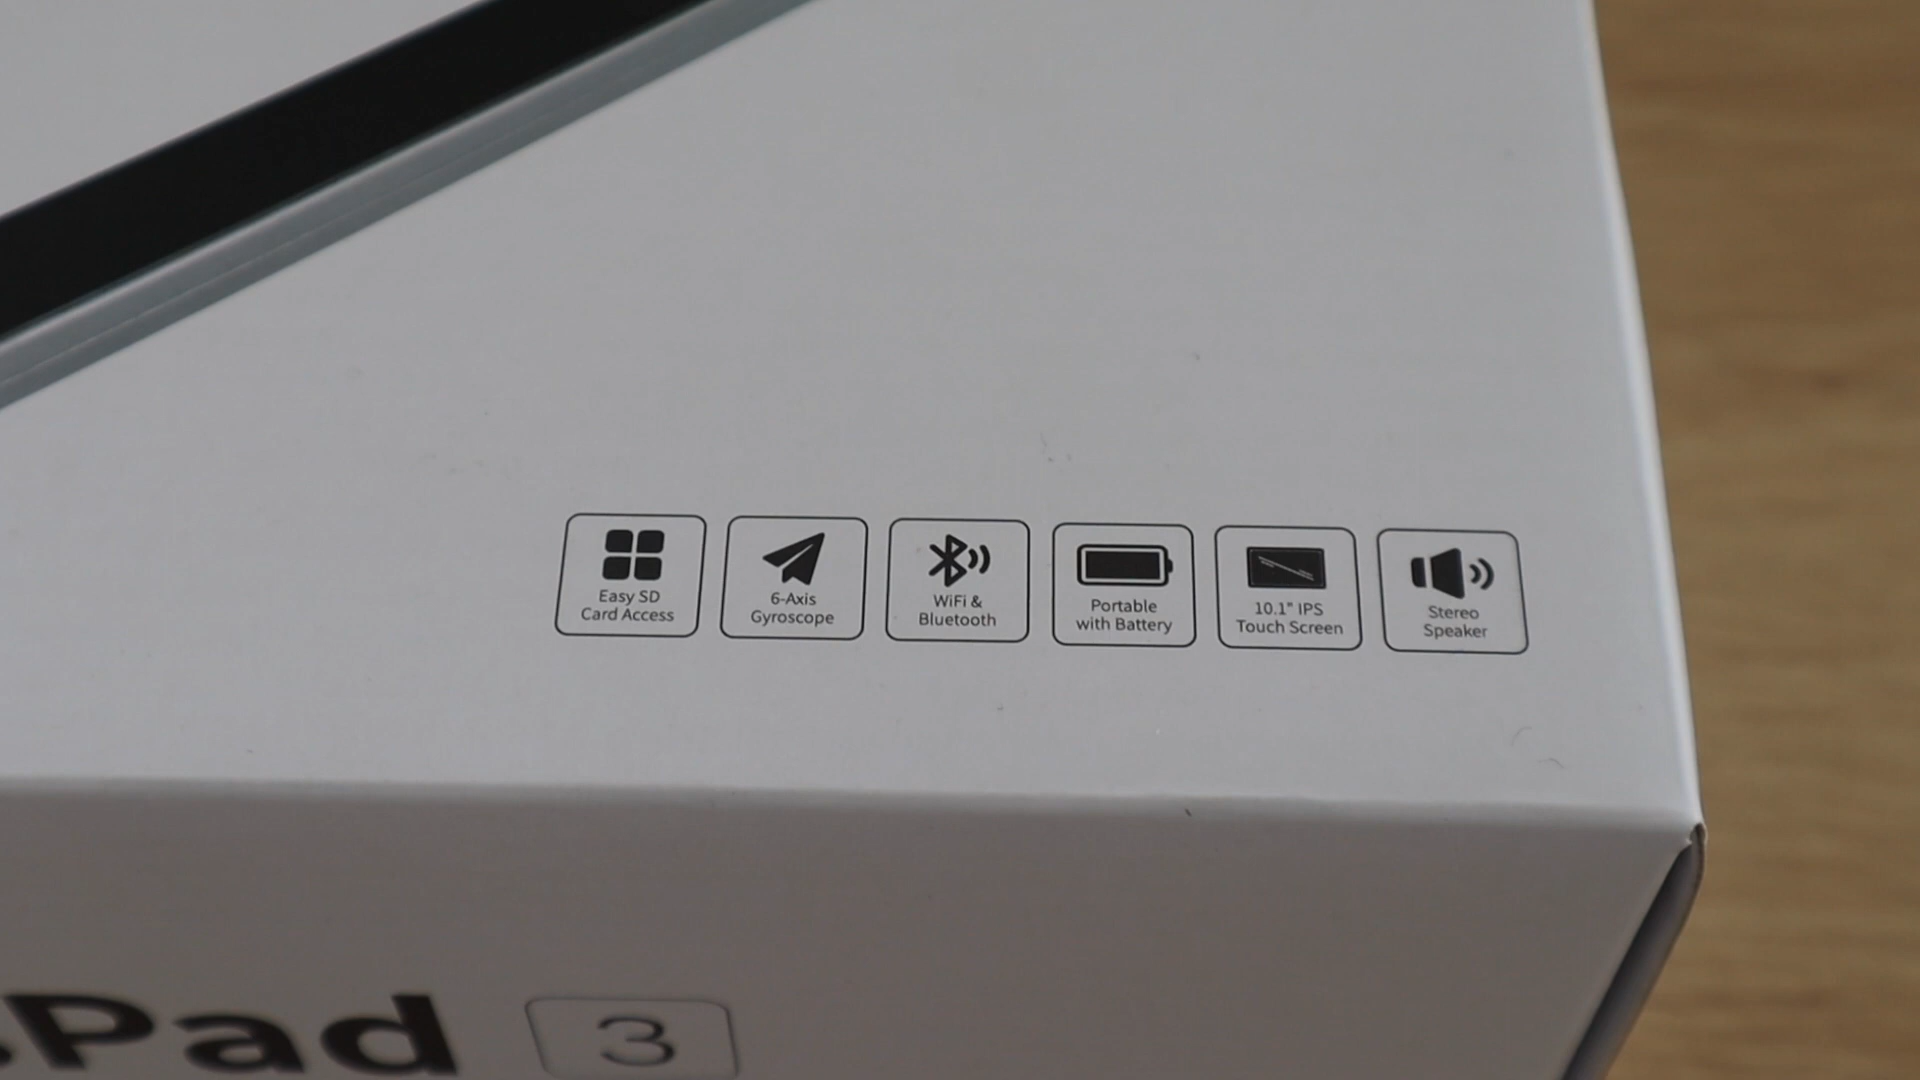 Easy SD
Card Access
6-Axis
Gyroscope
WiFi &
Bluetooth
Portable
with Battery
10.1" IPS
Touch Screen
Stereo
Speaker
Pad 3